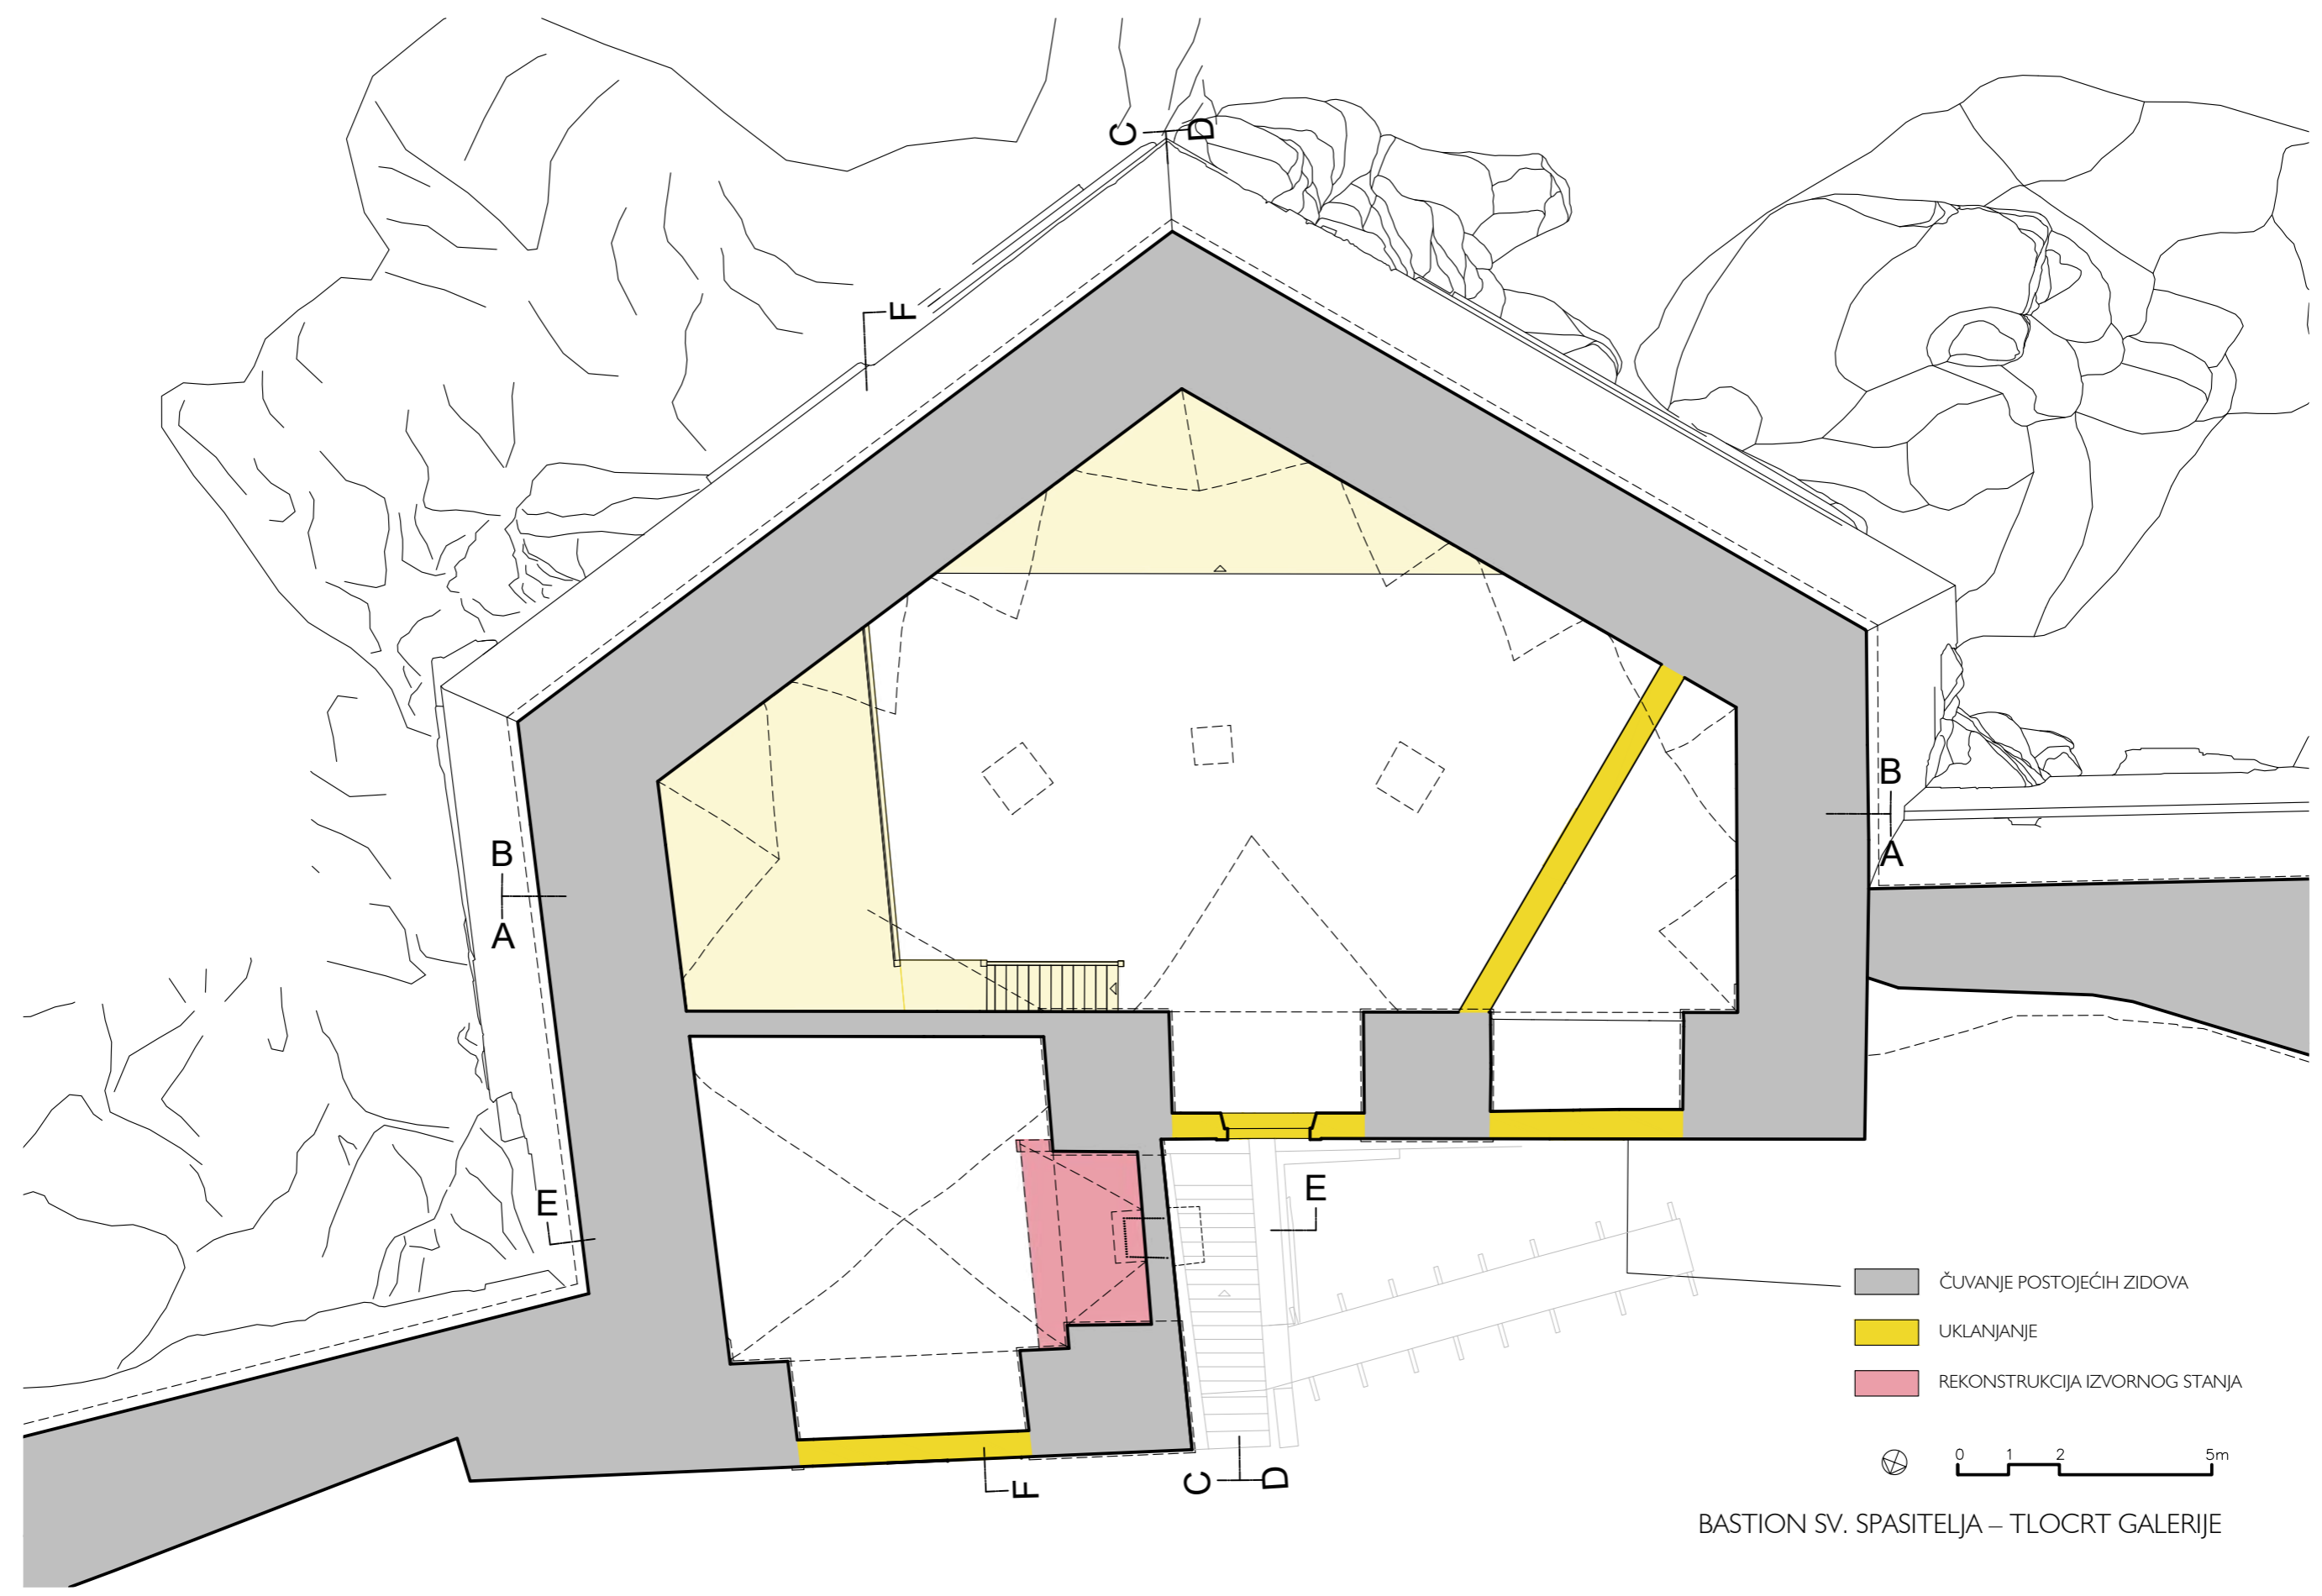 C
D
F
B
A
B
A
E
E
F
C
D
ČUVANJE POSTOJEĆIH ZIDOVA
UKLANJANJE
REKONSTRUKCIJA IZVORNOG STANJA
0 1 2 5m
BASTION SV. SPASITELJA – TLOCRT GALERIJE